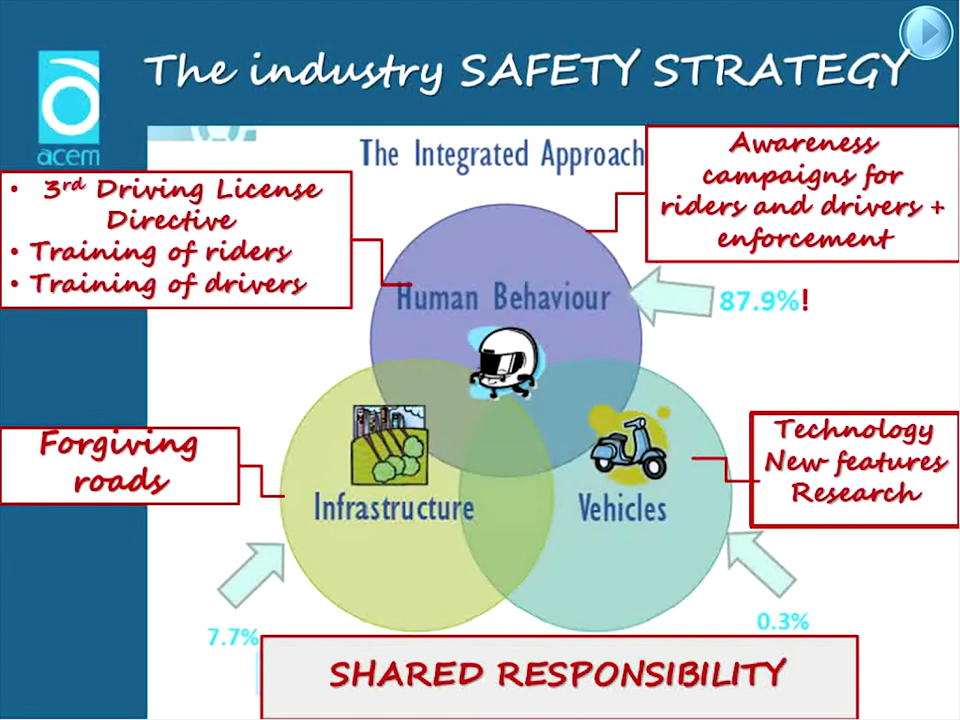 The industry SAFETY STRATEGY
acem
The Integrated Approach
Awareness
campaigns for
riders and drivers +
enforcement
• 3rd Driving License
Directive
• Training of riders
• Training of drivers
Human Behaviour
87.9%!
Forgiving
roads
Technology
New features
Research
Infrastructure
Vehicles
7.7%
0.3%
SHARED RESPONSIBILITY